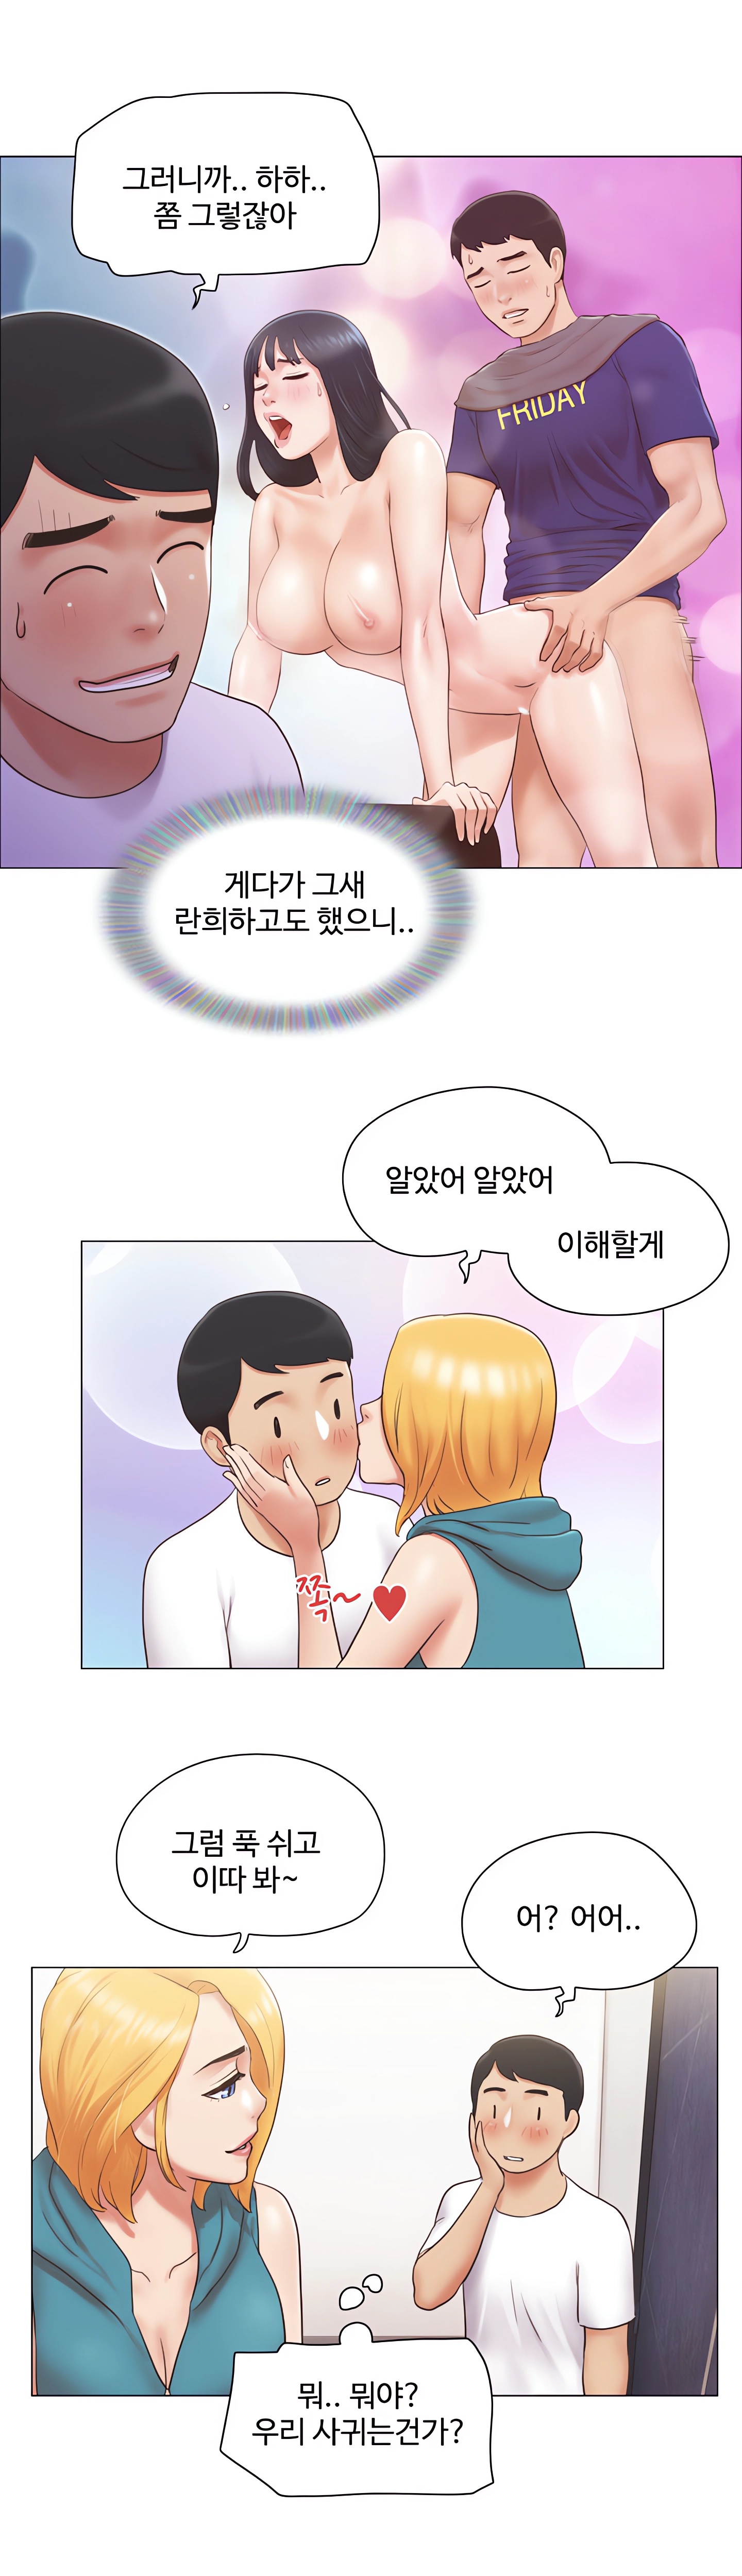 그러니까.. 하하..
쫌 그렇잖아
FRIDAY
게다가 그새
란희하고도 했으니..
알았어 알았어
이해할게
쪽~
그럼 푹 쉬고
이따 봐~
어? 어어..
뭐.. 뭐야?
우리 사귀는건가?